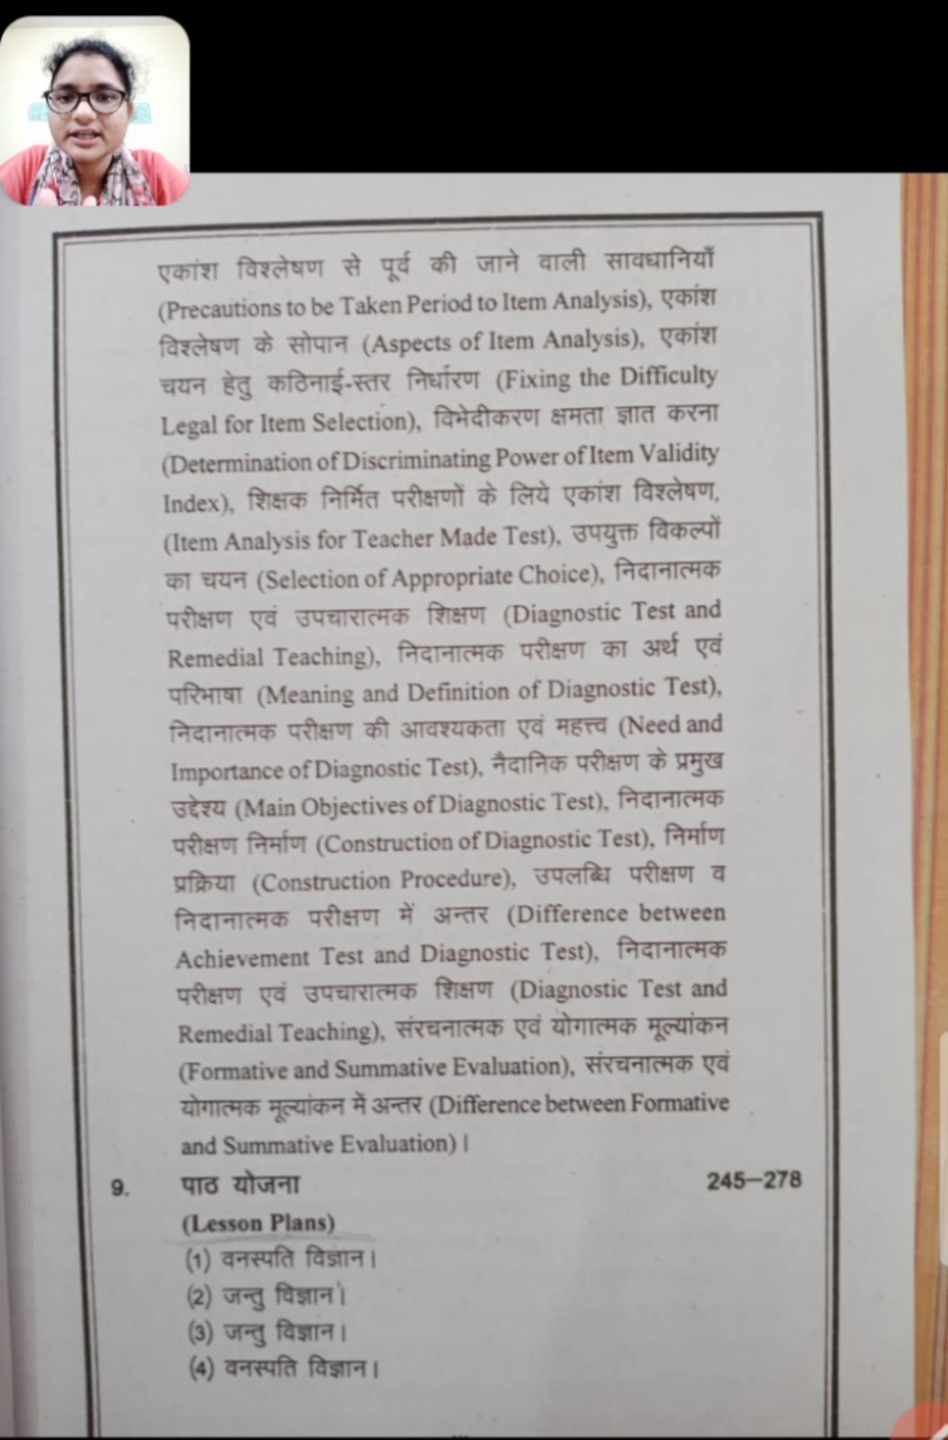 एकांश विश्लेषण से पूर्व की जाने वाली सावधानियाँ
(Precautions to be Taken Period to Item Analysis), एकांश
विश्लेषण के सोपान (Aspects of Item Analysis), एकांश
चयन हेतु कठिनाई-स्तर निर्धारण (Fixing the Difficulty
Legal for Item Selection), विभेदीकरण क्षमता ज्ञात करना
(Determination of Discriminating Power of Item Validity
Index), शिक्षक निर्मित परीक्षणों के लिये एकांश विश्लेषण,
(Item Analysis for Teacher Made Test), उपयुक्त विकल्पों
का चयन (Selection of Appropriate Choice), निदानात्मक
परीक्षण एवं उपचारात्मक शिक्षण (Diagnostic Test and
Remedial Teaching), निदानात्मक परीक्षण का अर्थ एवं
परिभाषा (Meaning and Definition of Diagnostic Test),
निदानात्मक परीक्षण की आवश्यकता एवं महत्त्व (Need and
Importance of Diagnostic Test), नैदानिक परीक्षण के प्रमुख
उद्देश्य (Main Objectives of Diagnostic Test), निदानात्मक
परीक्षण निर्माण (Construction of Diagnostic Test), निर्माण
प्रक्रिया (Construction Procedure), उपलब्धि परीक्षण व
निदानात्मक परीक्षण में अन्तर (Difference between
Achievement Test and Diagnostic Test), निदानात्मक
परीक्षण एवं उपचारात्मक शिक्षण (Diagnostic Test and
Remedial Teaching), संरचनात्मक एवं योगात्मक मूल्यांकन
(Formative and Summative Evaluation), संरचनात्मक एवं
योगात्मक मूल्यांकन में अन्तर (Difference between Formative
and Summative Evaluation)।
9. पाठ योजना 245–278
(Lesson Plans)
(1) वनस्पति विज्ञान।
(2) जन्तु विज्ञान।
(3) जन्तु विज्ञान।
(4) वनस्पति विज्ञान।